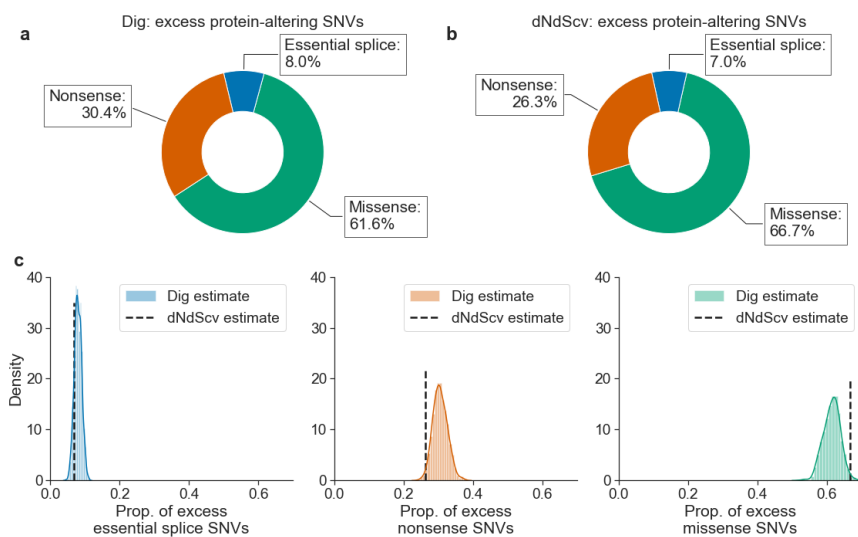 Dig: excess protein-altering SNVs
a
Essential splice:
8.0%
Nonsense:
30.4%
Missense:
61.6%
dNdScv: excess protein-altering SNVs
b
Essential splice:
7.0%
Nonsense:
26.3%
Missense:
66.7%
c
Density
40
30
20
10
0
0.0 0.2 0.4 0.6
Dig estimate
dNdScv estimate
Prop. of excess
essential splice SNVs
40
30
20
10
0
0.0 0.2 0.4 0.6
Dig estimate
dNdScv estimate
Prop. of excess
nonsense SNVs
40
30
20
10
0
0.0 0.2 0.4 0.6
Dig estimate
dNdScv estimate
Prop. of excess
missense SNVs